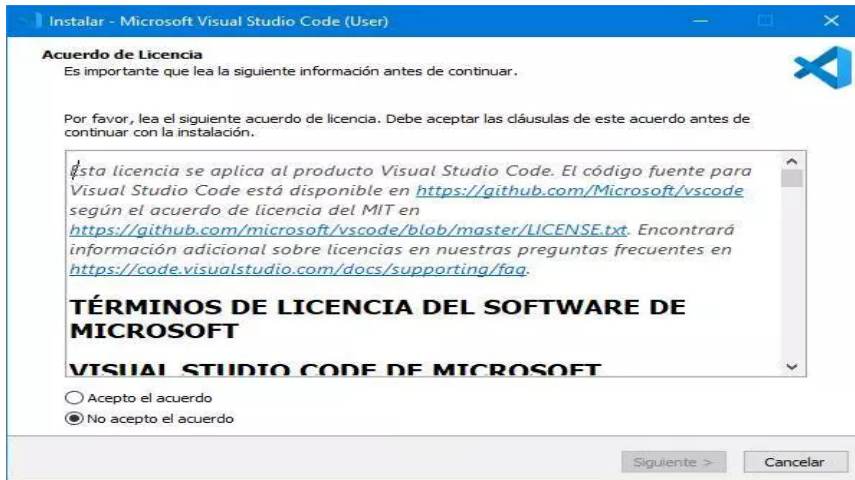 Instalar - Microsoft Visual Studio Code (User)
Acuerdo de Licencia
Es importante que lea la siguiente información antes de continuar.
Por favor, lea el siguiente acuerdo de licencia. Debe aceptar las cláusulas de este acuerdo antes de
continuar con la instalación.
Esta licencia se aplica al producto Visual Studio Code. El código fuente para
Visual Studio Code está disponible en https://github.com/Microsoft/vscode
según el acuerdo de licencia del MIT en
https://github.com/microsoft/vscode/blob/master/LICENSE.txt. Encontrará
información adicional sobre licencias en nuestras preguntas frecuentes en
https://code.visualstudio.com/docs/supporting/faq.
TÉRMINOS DE LICENCIA DEL SOFTWARE DE
MICROSOFT
VISUAL STUDIO CODE DE MICROSOFT
Acepto el acuerdo
No acepto el acuerdo
Siguiente >
Cancelar